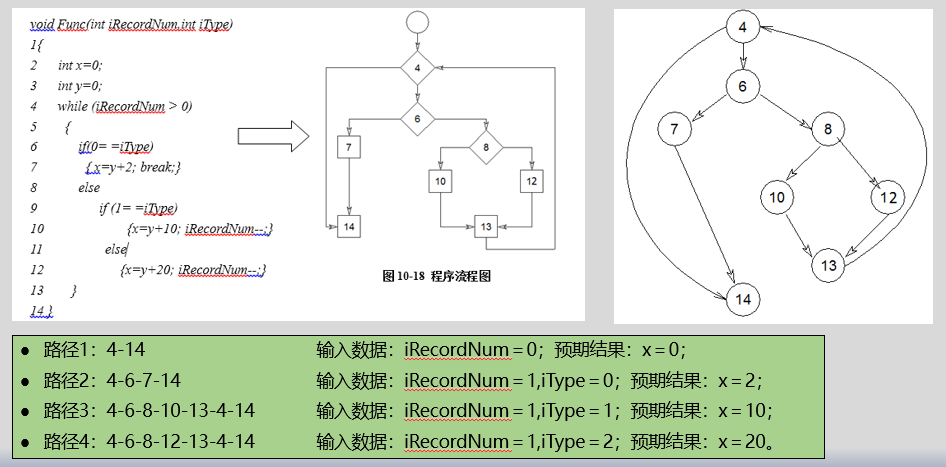 void Func(int iRecordNum,int iType)
1{
2 int x=0;
3 int y=0;
4 while (iRecordNum > 0)
5 {
6 if(0= =iType)
7 { x=y+2; break;}
8 else
9 if (1= =iType)
10 {x=y+10; iRecordNum--;}
11 else
12 {x=y+20; iRecordNum--;}
13 }
14 }
4
6
7
8
10
12
13
14
图 10-18 程序流程图
4
6
7
8
10
12
13
14
● 路径1：4-14 输入数据：iRecordNum = 0；预期结果：x = 0；
● 路径2：4-6-7-14 输入数据：iRecordNum = 1,iType = 0；预期结果：x = 2；
● 路径3：4-6-8-10-13-4-14 输入数据：iRecordNum = 1,iType = 1；预期结果：x = 10；
● 路径4：4-6-8-12-13-4-14 输入数据：iRecordNum = 1,iType = 2；预期结果：x = 20。